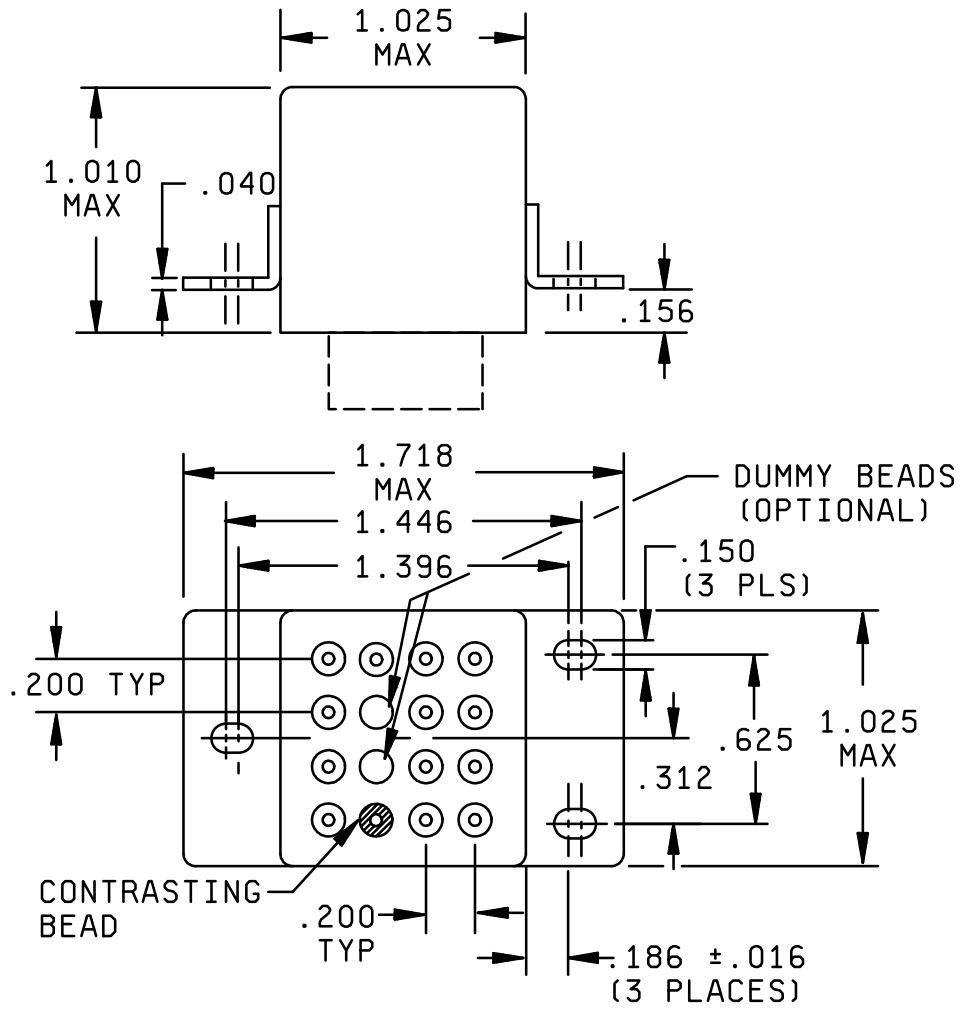 1.025
MAX
1.010
MAX
.040
.156
1.718
MAX
DUMMY BEADS
(OPTIONAL)
1.446
1.396
.150
(3 PLS)
.200 TYP
1.025
MAX
.625
.312
CONTRASTING
BEAD
.200
TYP
.186 ±.016
(3 PLACES)